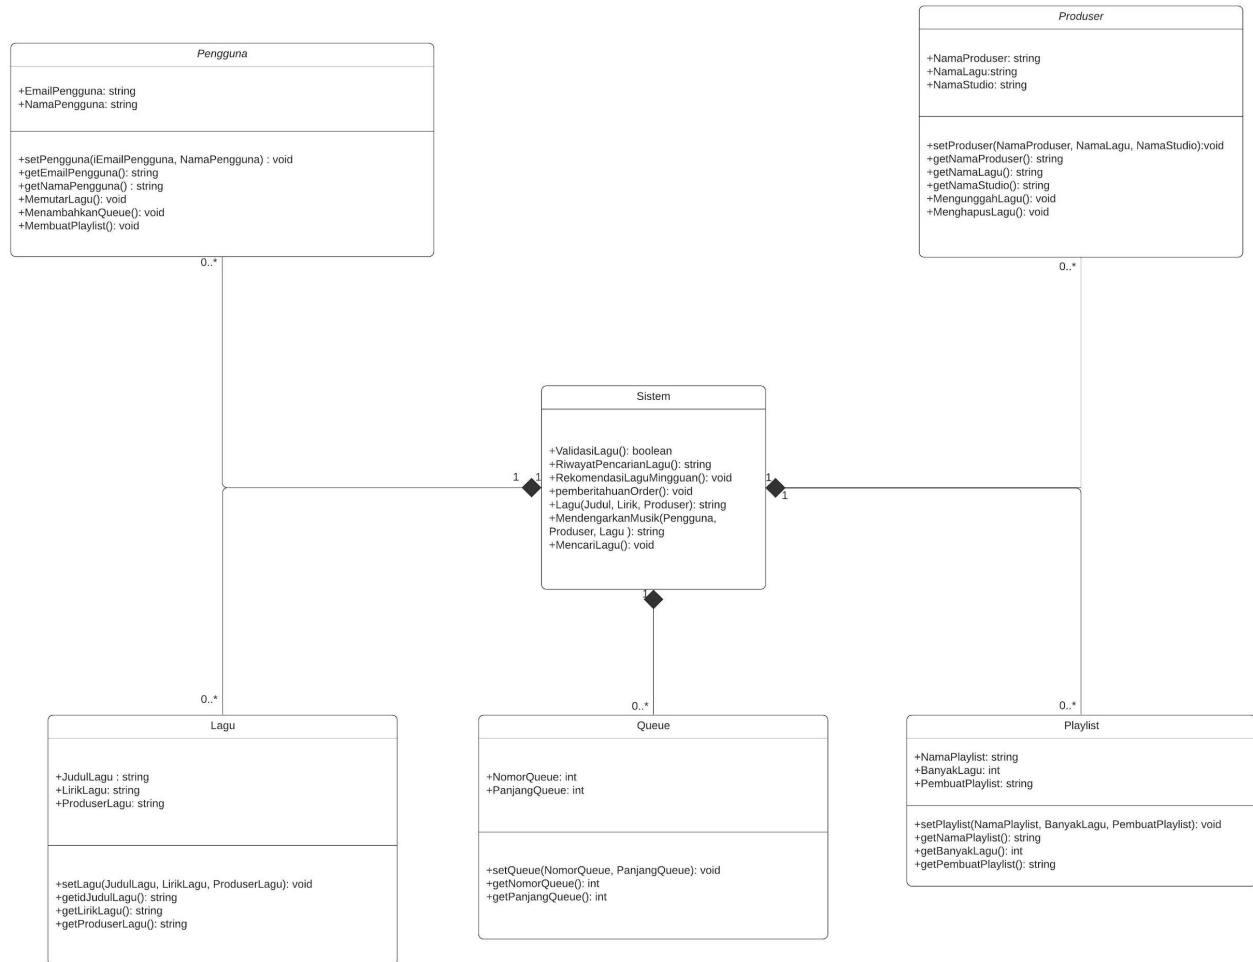 Pengguna
+EmailPengguna: string
+NamaPengguna: string
+setPengguna(iEmailPengguna, NamaPengguna) : void
+getEmailPengguna(): string
+getNamaPengguna() : string
+MemutarLagu(): void
+MenambahkanQueue(): void
+MembuatPlaylist(): void
0..*
Produser
+NamaProduser: string
+NamaLagu:string
+NamaStudio: string
+setProduser(NamaProduser, NamaLagu, NamaStudio):void
+getNamaProduser(): string
+getNamaLagu(): string
+getNamaStudio(): string
+MengunggahLagu(): void
+MenghapusLagu(): void
0..*
Sistem
+ValidasiLagu(): boolean
+RiwayatPencarianLagu(): string
+RekomendasiLaguMingguan(): void
+pemberitahuanOrder(): void
+Lagu(Judul, Lirik, Produser): string
+MendengarkanMusik(Pengguna,
Produser, Lagu ): string
+MencariLagu(): void
1
1
1
1
1
0..*
Lagu
+JudulLagu : string
+LirikLagu: string
+ProduserLagu: string
+setLagu(JudulLagu, LirikLagu, ProduserLagu): void
+getidJudulLagu(): string
+getLirikLagu(): string
+getProduserLagu(): string
0..*
Queue
+NomorQueue: int
+PanjangQueue: int
+setQueue(NomorQueue, PanjangQueue): void
+getNomorQueue(): int
+getPanjangQueue(): int
0..*
Playlist
+NamaPlaylist: string
+BanyakLagu: int
+PembuatPlaylist: string
+setPlaylist(NamaPlaylist, BanyakLagu, PembuatPlaylist): void
+getNamaPlaylist(): string
+getBanyakLagu(): int
+getPembuatPlaylist(): string